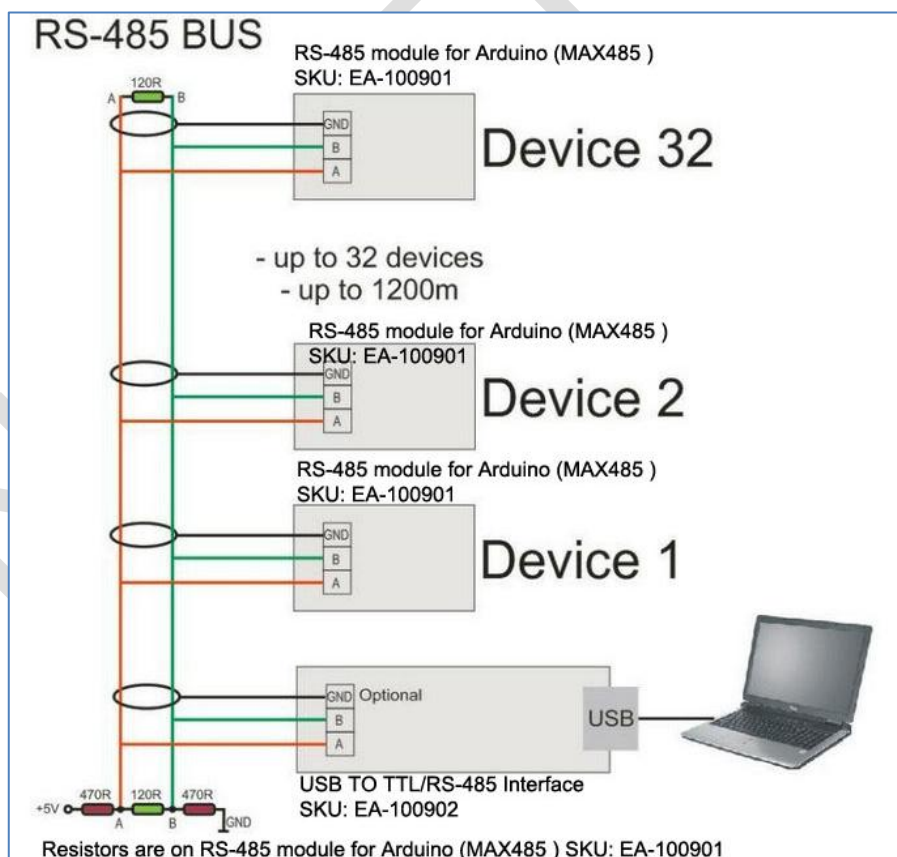 RS-485 BUS
RS-485 module for Arduino (MAX485 )
SKU: EA-100901
120R
A B
GND
B
A
Device 32
- up to 32 devices
- up to 1200m
RS-485 module for Arduino (MAX485 )
SKU: EA-100901
GND
B
A
Device 2
RS-485 module for Arduino (MAX485 )
SKU: EA-100901
GND
B
A
Device 1
GND Optional
B
A
USB
USB TO TTL/RS-485 Interface
SKU: EA-100902
+5V 470R 120R 470R
A B GND
Resistors are on RS-485 module for Arduino (MAX485 ) SKU: EA-100901